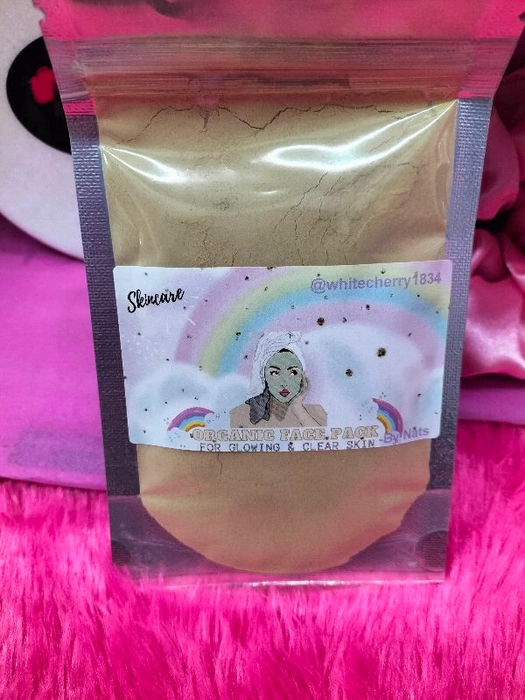 @whitecherry1834
Skincare
ORGANIC FACE PACK
-By Nats
FOR GLOWING & CLEAR SKIN